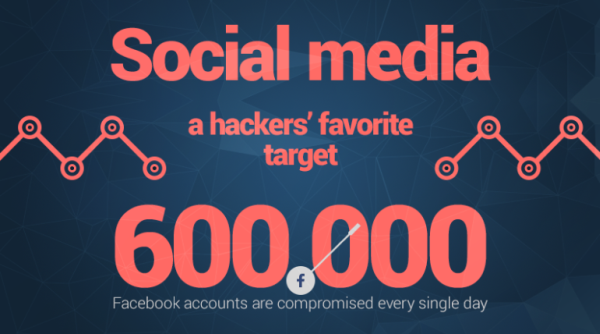 Social media
a hackers' favorite
target
600.000
Facebook accounts are compromised every single day